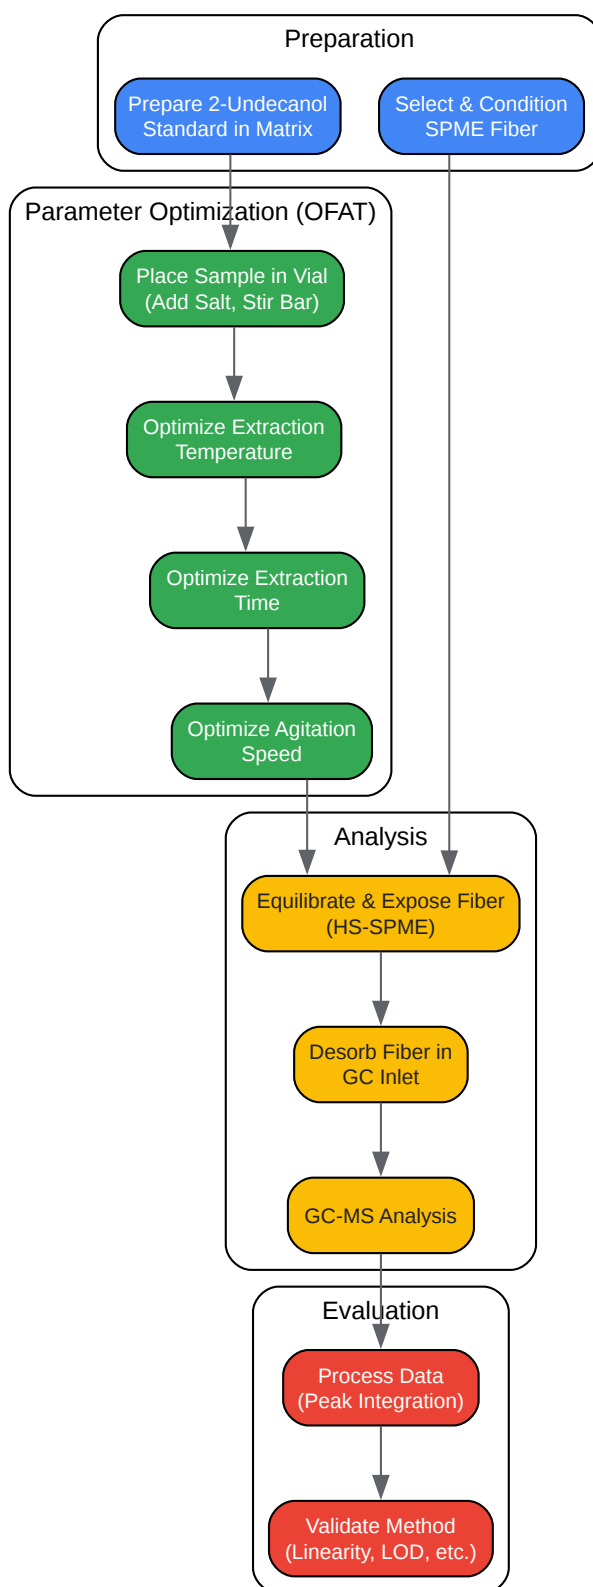 Preparation
Prepare 2-Undecanol
Standard in Matrix
Select & Condition
SPME Fiber
Parameter Optimization (OFAT)
Place Sample in Vial
(Add Salt, Stir Bar)
Optimize Extraction
Temperature
Optimize Extraction
Time
Optimize Agitation
Speed
Analysis
Equilibrate & Expose Fiber
(HS-SPME)
Desorb Fiber in
GC Inlet
GC-MS Analysis
Evaluation
Process Data
(Peak Integration)
Validate Method
(Linearity, LOD, etc.)